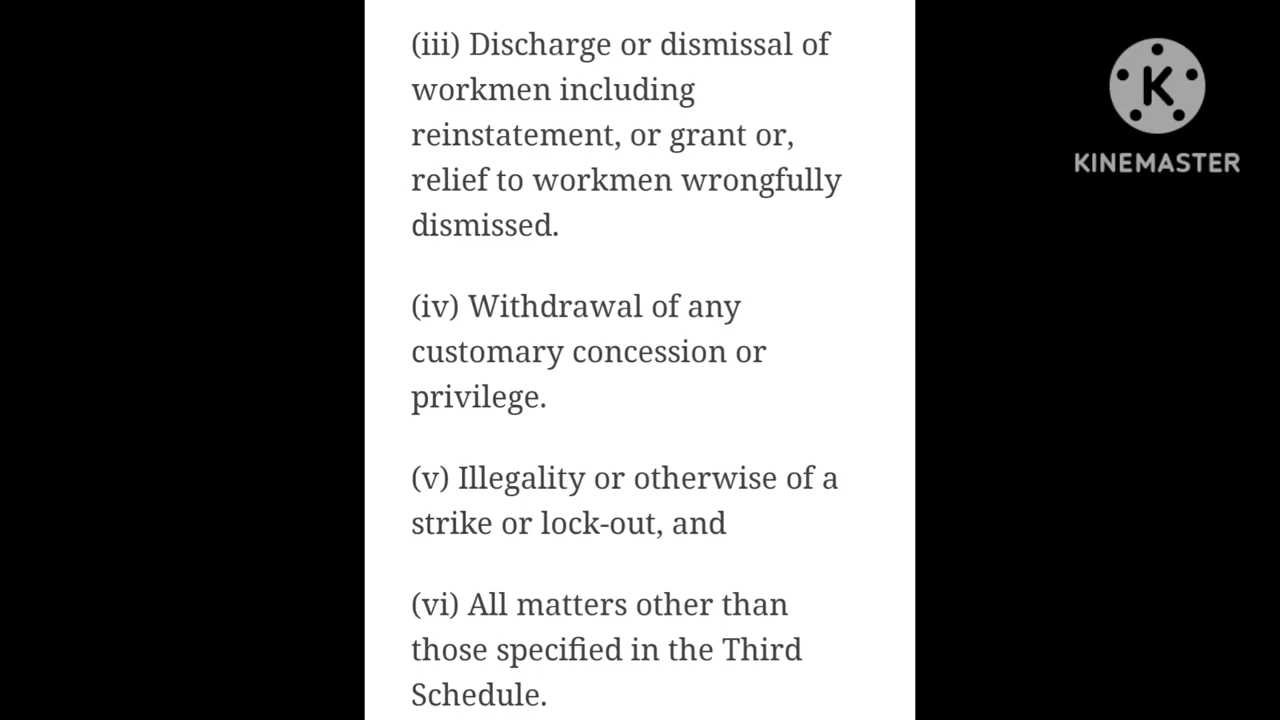 (iii) Discharge or dismissal of
workmen including
reinstatement, or grant or,
relief to workmen wrongfully
dismissed.
(iv) Withdrawal of any
customary concession or
privilege.
(v) Illegality or otherwise of a
strike or lock-out, and
(vi) All matters other than
those specified in the Third
Schedule.
K
KINEMASTER